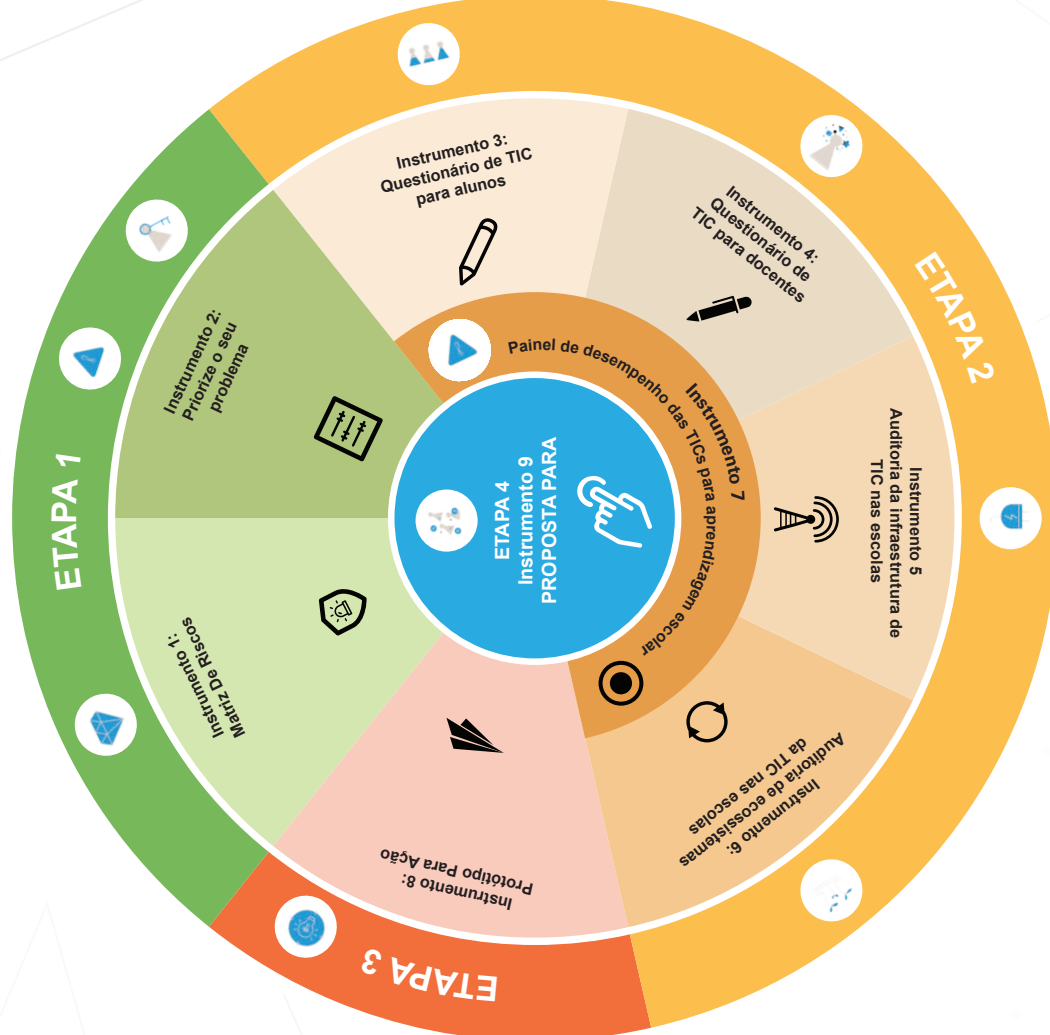 ETAPA 1
Instrumento 1:
Matriz De Riscos
Instrumento 2:
Priorize o seu
problema
ETAPA 2
Instrumento 3:
Questionário de TIC
para alunos
Instrumento 4:
Questionário de
TIC para docentes
Instrumento 5
Auditoria da infraestrutura de
TIC nas escolas
Instrumento 6:
Auditoria de ecossistemas
da TIC nas escolas
Instrumento 7
Painel de desempenho das TICs para aprendizagem escolar
ETAPA 3
Instrumento 8:
Protótipo Para Ação
ETAPA 4
Instrumento 9
PROPOSTA PARA